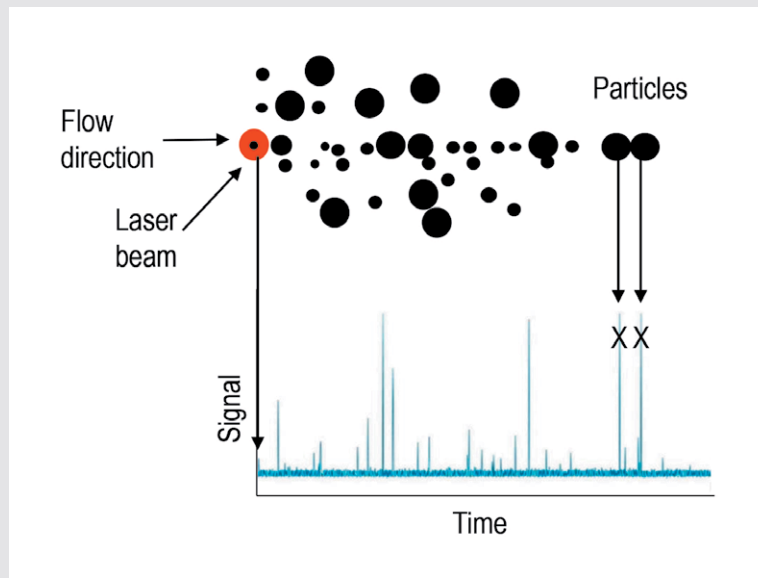 Particles
Flow
direction
Laser
beam
X X
Signal
Time